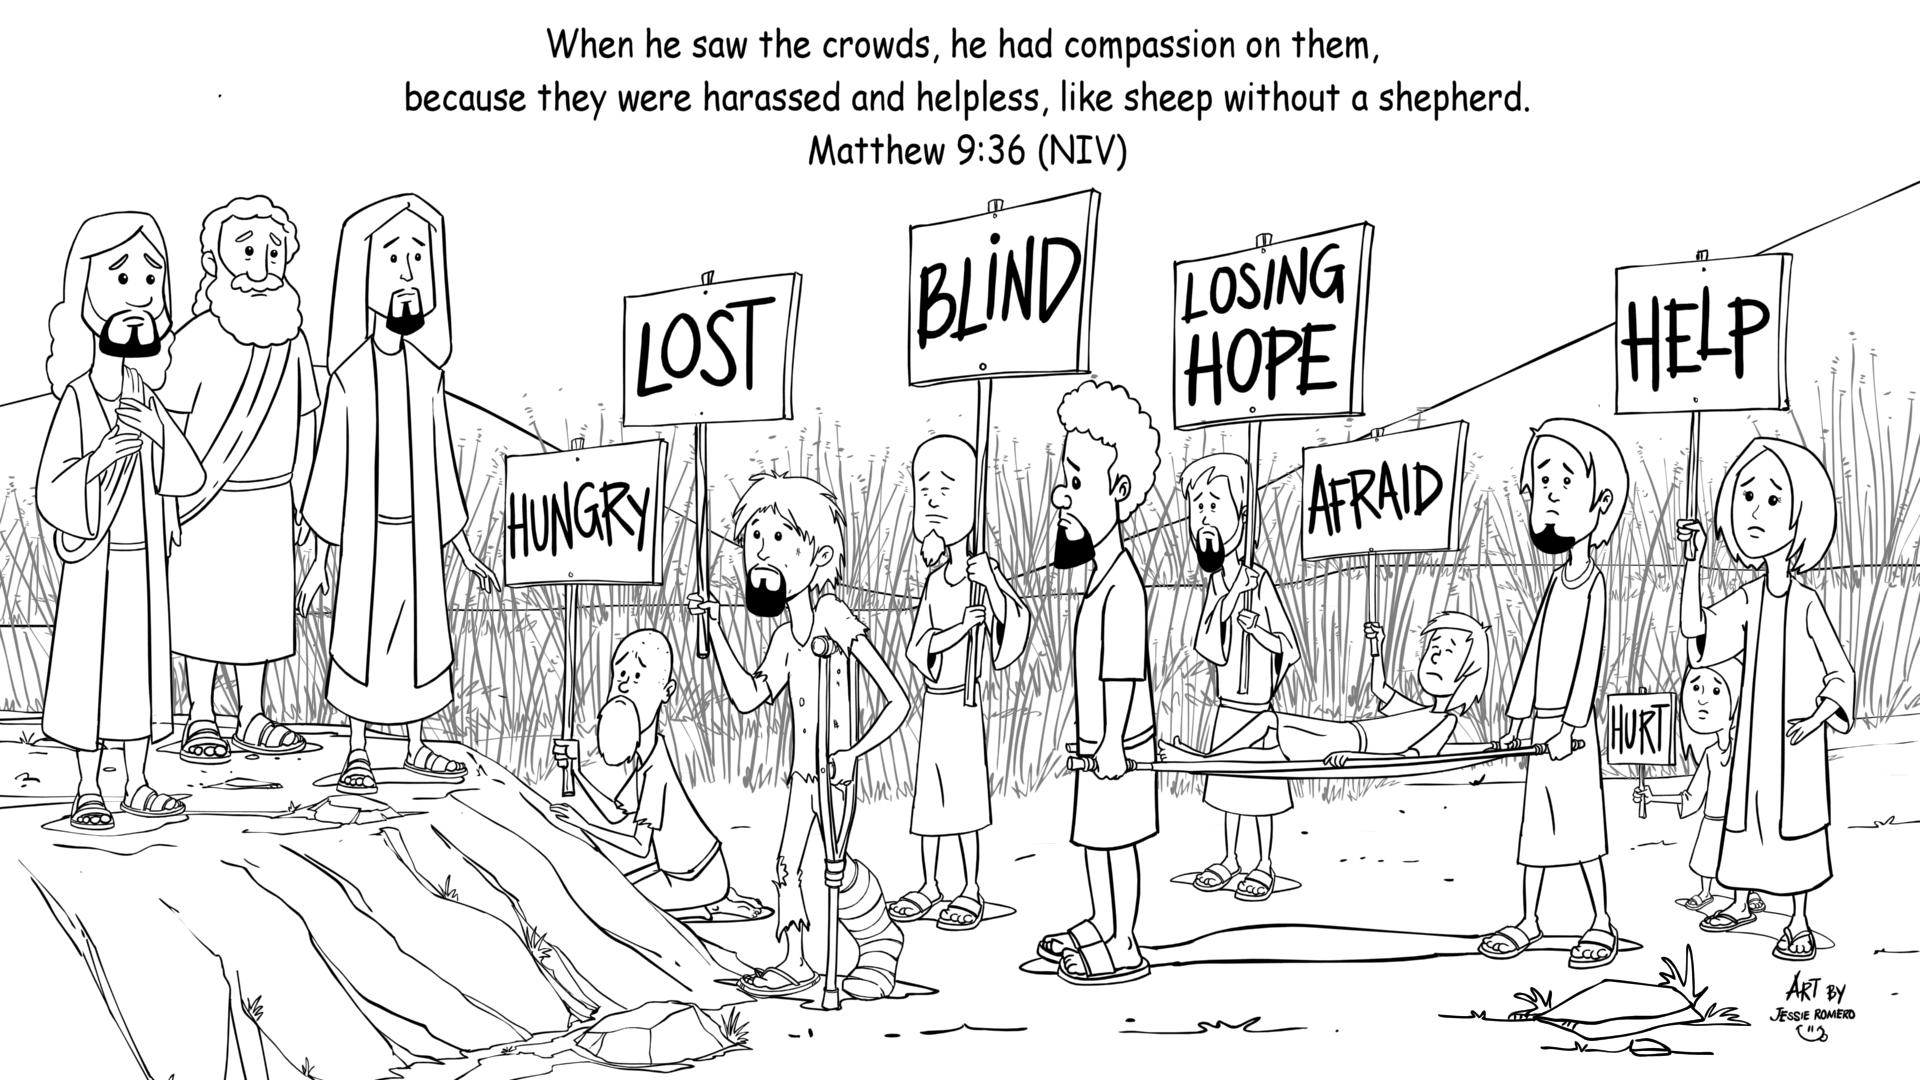 When he saw the crowds, he had compassion on them,
because they were harassed and helpless, like sheep without a shepherd.
Matthew 9:36 (NIV)
HUNGRY
LOST
BLIND
LOSING
HOPE
AFRAID
HURT
HELP
ART BY
JESSIE ROMERO